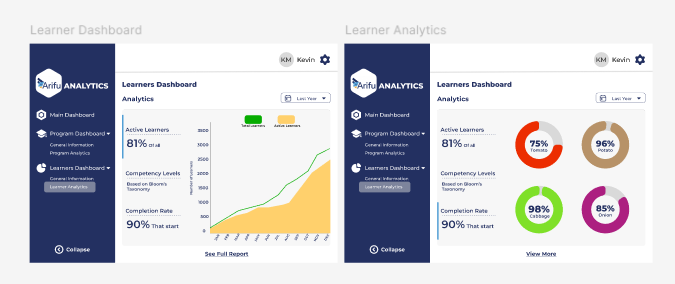 Learner Dashboard
KM Kevin
Arifu ANALYTICS
Main Dashboard
Program Dashboard
General Information
Program Analytics
Learners Dashboard
General Information
Learner Analytics
Collapse
Learners Dashboard
Analytics
Last Year
Active Learners
81% Of all
Competency Levels
Based on Bloom's
Taxonomy
Completion Rate
90% That start
Total Learners
Active Learners
Number of Learners
3500
3000
2500
2000
1500
1000
500
0
JAN FEB MAR APR MAY JUN JUL AUG SEP OCT NOV DEC
See Full Report
Learner Analytics
KM Kevin
Arifu ANALYTICS
Main Dashboard
Program Dashboard
General Information
Program Analytics
Learners Dashboard
General Information
Learner Analytics
Collapse
Learners Dashboard
Analytics
Last Year
Active Learners
81% Of all
Competency Levels
Based on Bloom's
Taxonomy
Completion Rate
90% That start
75%
Tomato
96%
Potato
98%
Cabbage
85%
Onion
View More